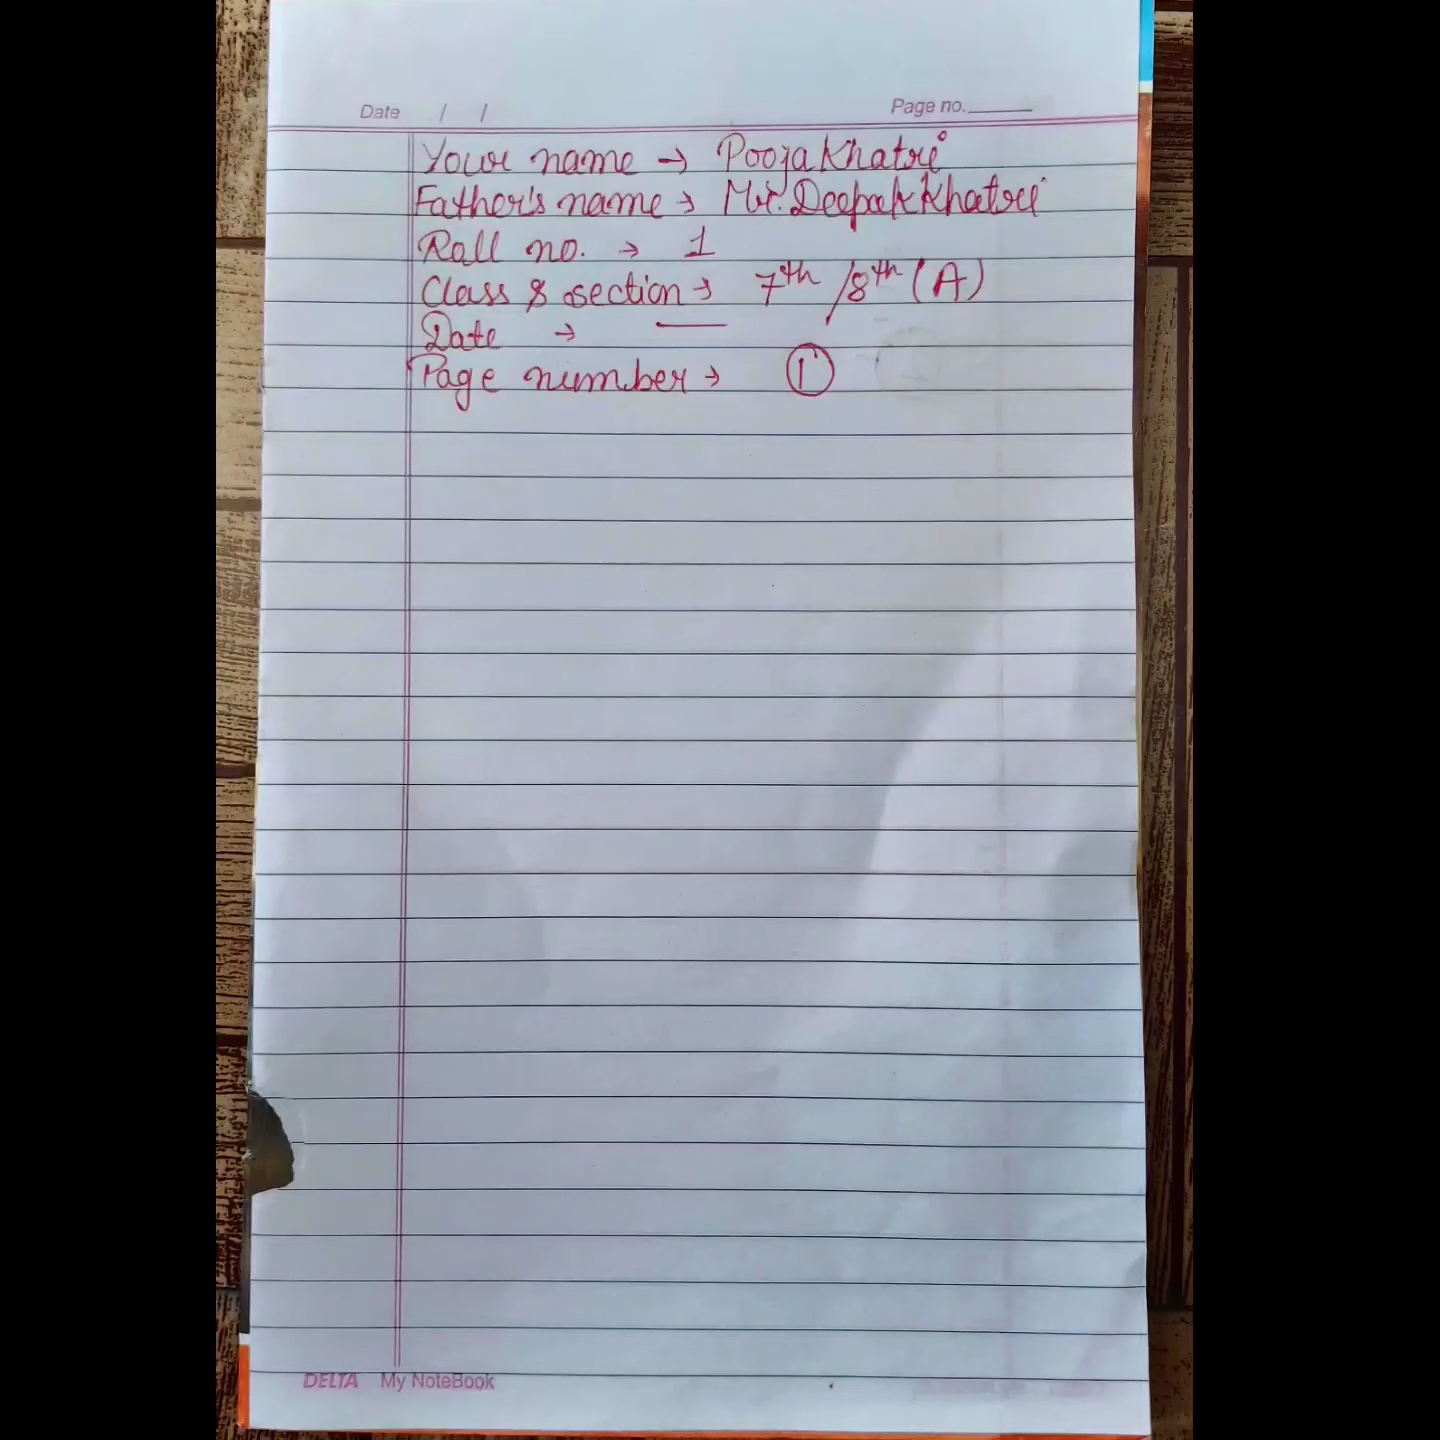 Date / /
Page no.
Your name → Pooja Khatri
Father's name → Mr. Deepak Khatri
Roll no. → 1
Class & section → 7th /8th (A)
Date → —
Page number → 1
DELTA My NoteBook